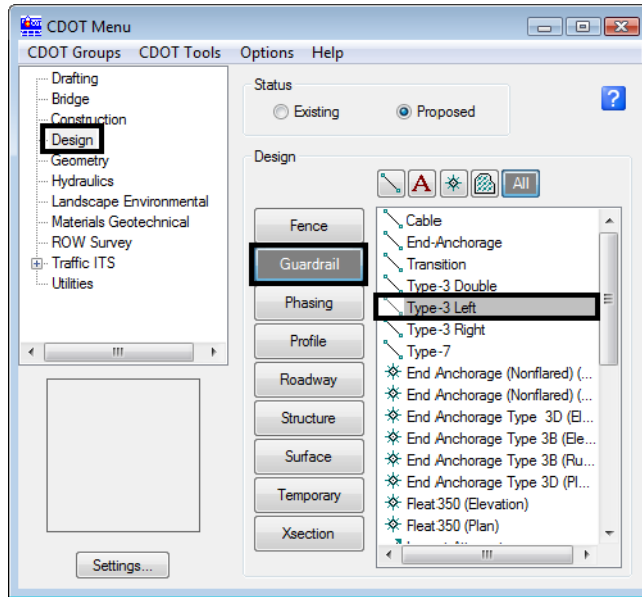 CDOT Menu
CDOT Groups CDOT Tools Options Help
Drafting
Bridge
Construction
Design
Geometry
Hydraulics
Landscape Environmental
Materials Geotechnical
ROW Survey
Traffic ITS
Utilities
Settings...
Status
Existing Proposed
?
Design
A All
Fence
Guardrail
Phasing
Profile
Roadway
Structure
Surface
Temporary
Xsection
Cable
End-Anchorage
Transition
Type-3 Double
Type-3 Left
Type-3 Right
Type-7
End Anchorage (Nonflared) (...
End Anchorage (Nonflared) (...
End Anchorage Type 3D (El...
End Anchorage Type 3B (Ele...
End Anchorage Type 3B (Ru...
End Anchorage Type 3D (Pl...
Fleat350 (Elevation)
Fleat350 (Plan)